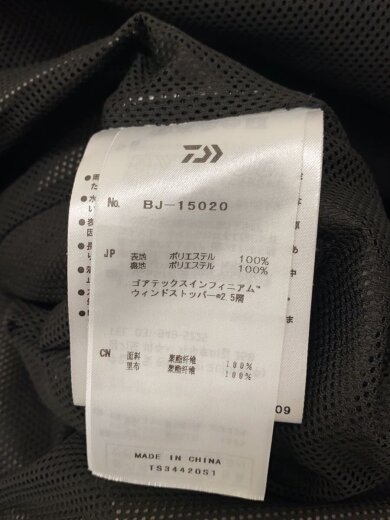 No. BJ-15020
JP 表地 ポリエステル 100%
裏地 ポリエステル 100%
ゴアテックスインフィニアム™
ウィンドストッパー®2.5層
CN 面料 聚酯纤维 100%
里布 聚酯纤维 100%
MADE IN CHINA
TS34420S1
09